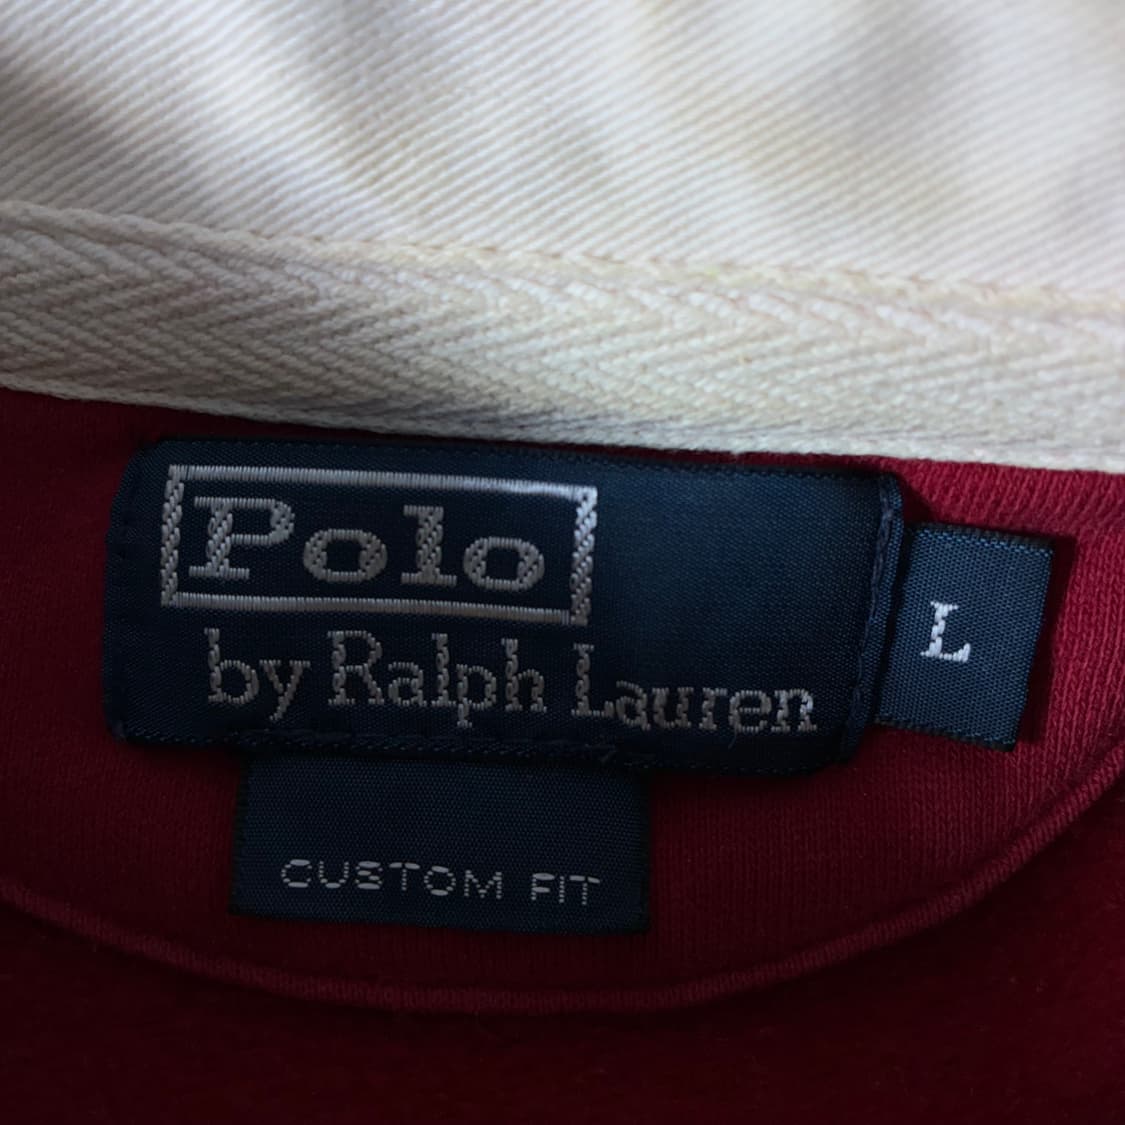 Polo
by Ralph Lauren
L
CUSTOM FIT